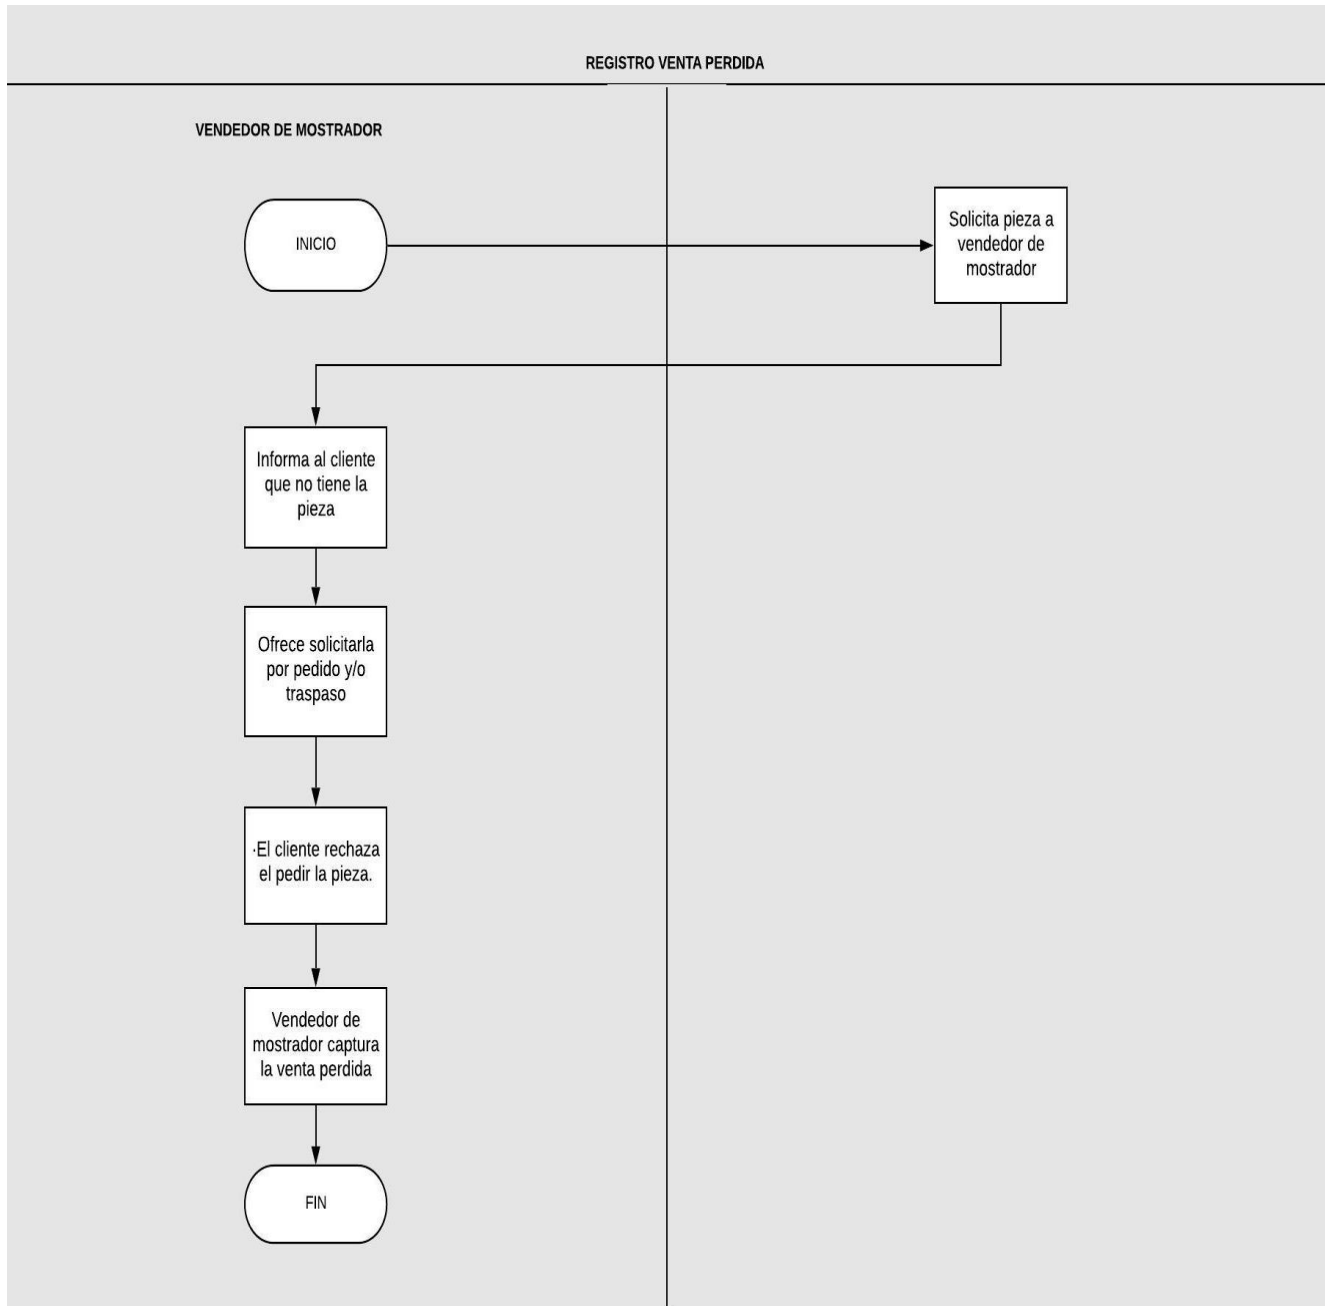 REGISTRO VENTA PERDIDA
VENDEDOR DE MOSTRADOR
INICIO
Solicita pieza a
vendedor de
mostrador
Informa al cliente
que no tiene la
pieza
Ofrece solicitarla
por pedido y/o
traspaso
·El cliente rechaza
el pedir la pieza.
Vendedor de
mostrador captura
la venta perdida
FIN